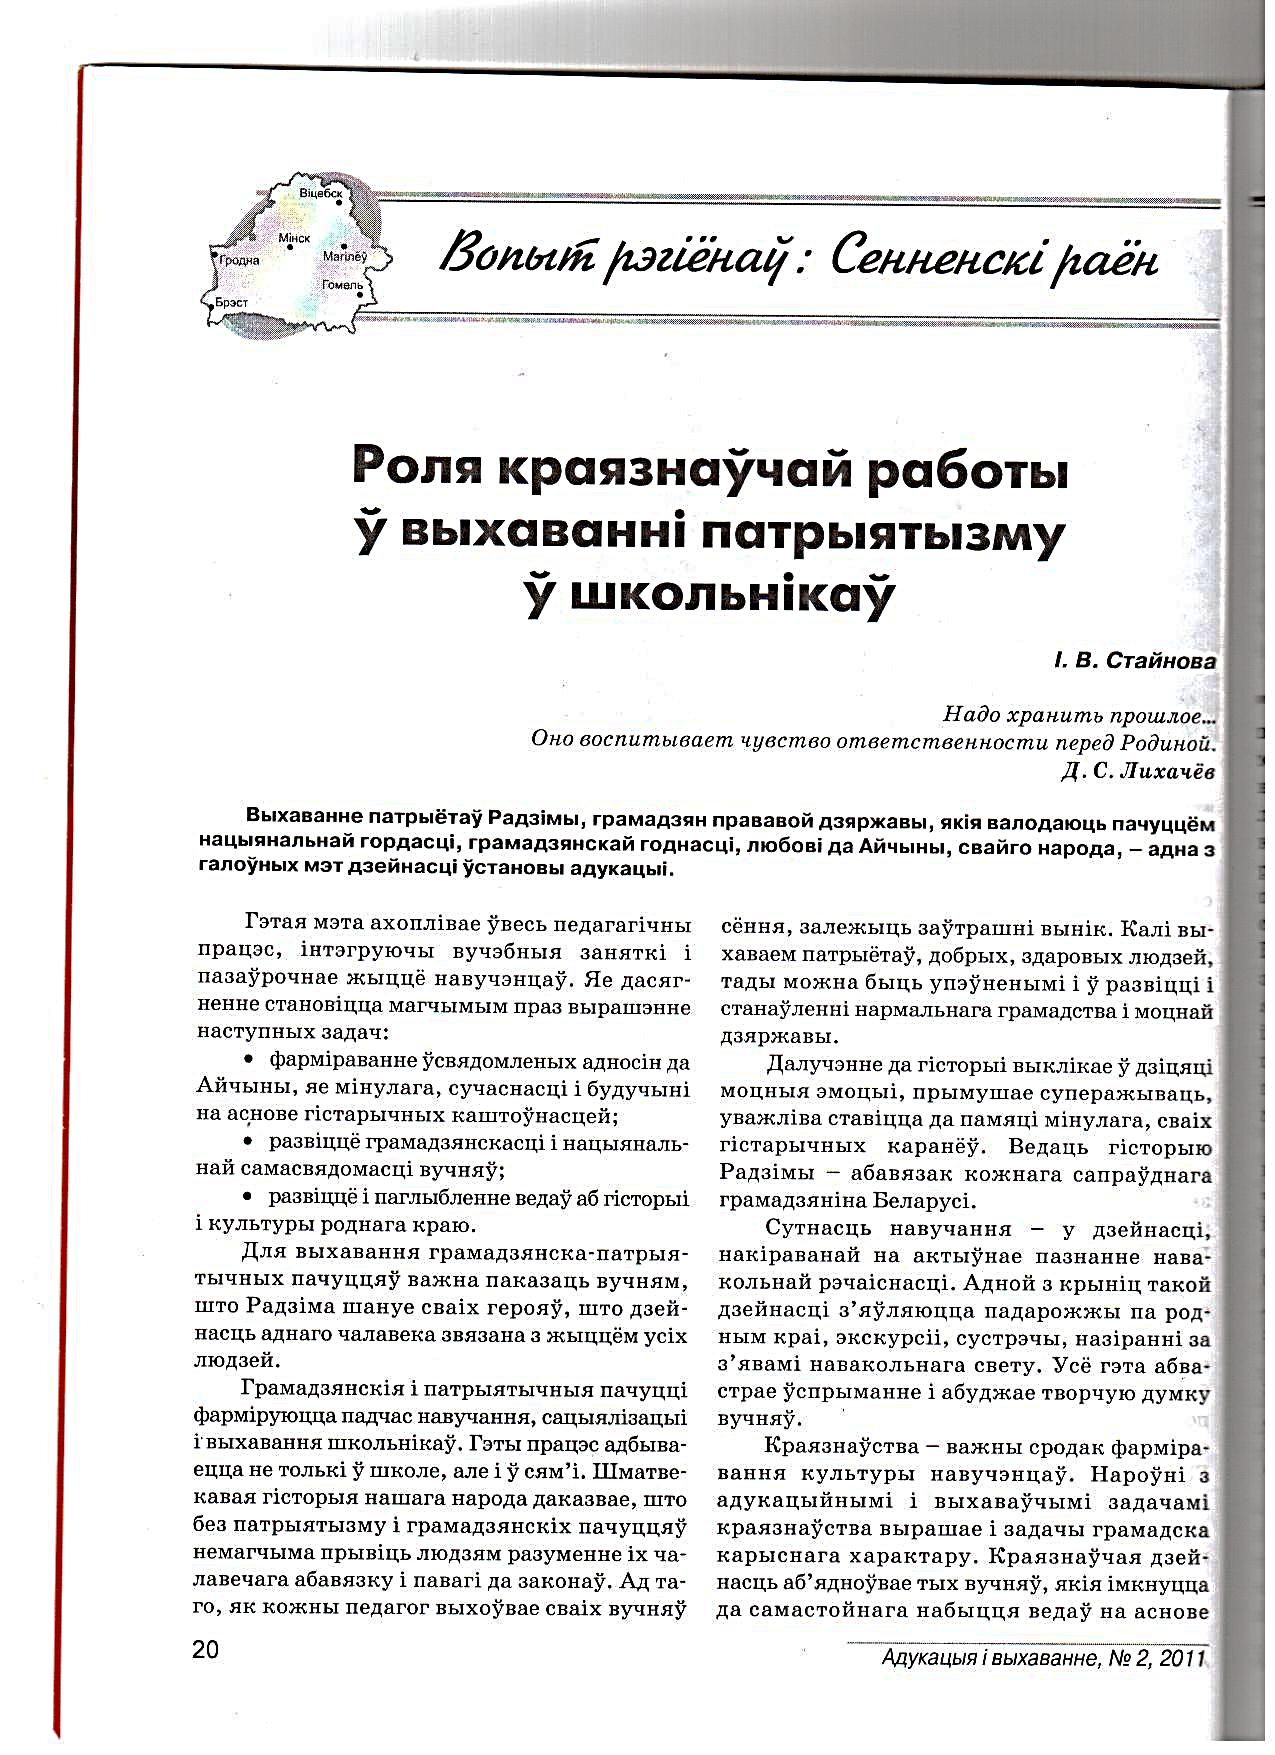 Віцебск
Мінск
Магілёў
Гродна
Гомель
Брэст
Вопыт рэгіёнаў: Сенненскі раён
Роля краязнаўчай работы
ў выхаванні патрыятызму
ў школьнікаў
І. В. Стайнова
Надо хранить прошлое...
Оно воспитывает чувство ответственности перед Родиной.
Д. С. Лихачёв
Выхаванне патрыётаў Радзімы, грамадзян прававой дзяржавы, якія валодаюць пачуццём
нацыянальнай гордасці, грамадзянскай годнасці, любові да Айчыны, свайго народа, – адна з
галоўных мэт дзейнасці ўстановы адукацыі.
Гэтая мэта ахоплівае ўвесь педагагічны
працэс, інтэгруючы вучэбныя заняткі і
пазаўрочнае жыццё навучэнцаў. Яе дасяг-
ненне становіцца магчымым праз вырашэнне
наступных задач:
• фарміраванне ўсвядомленых адносін да
Айчыны, яе мінулага, сучаснасці і будучыні
на аснове гістарычных каштоўнасцей;
• развіццё грамадзянскасці і нацыяналь-
най самасвядомасці вучняў;
• развіццё і паглыбленне ведаў аб гісторыі
і культуры роднага краю.
Для выхавання грамадзянска-патрыя-
тычных пачуццяў важна паказаць вучням,
што Радзіма шануе сваіх герояў, што дзей-
насць аднаго чалавека звязана з жыццём усіх
людзей.
Грамадзянскія і патрыятычныя пачуцці
фарміруюцца падчас навучання, сацыялізацыі
і выхавання школьнікаў. Гэты працэс адбыва-
ецца не толькі ў школе, але і ў сям’і. Шматве-
кавая гісторыя нашага народа даказвае, што
без патрыятызму і грамадзянскіх пачуццяў
немагчыма прывіць людзям разуменне іх ча-
лавечага абавязку і павагі да законаў. Ад та-
го, як кожны педагог выхоўвае сваіх вучняў
сёння, залежыць заўтрашні вынік. Калі вы-
хаваем патрыётаў, добрых, здаровых людзей,
тады можна быць упэўненымі і ў развіцці і
станаўленні нармальнага грамадства і моцнай
дзяржавы.
Далучэнне да гісторыі выклікае ў дзіцяці
моцныя эмоцыі, прымушае суперажываць,
уважліва ставіцца да памяці мінулага, сваіх
гістарычных каранёў. Ведаць гісторыю
Радзімы – абавязак кожнага сапраўднага
грамадзяніна Беларусі.
Сутнасць навучання – у дзейнасці,
накіраванай на актыўнае пазнанне нава-
кольнай рэчаіснасці. Адной з крыніц такой
дзейнасці з’яўляюцца падарожжы па род-
ным краі, экскурсіі, сустрэчы, назіранні за
з’явамі навакольнага свету. Усё гэта абва-
страе ўспрыманне і абуджае творчую думку
вучняў.
Краязнаўства – важны сродак фарміра-
вання культуры навучэнцаў. Нароўні з
адукацыйнымі і выхаваўчымі задачамі
краязнаўства вырашае і задачы грамадска
карыснага характару. Краязнаўчая дзей-
насць аб’ядноўвае тых вучняў, якія імкнуцца
да самастойнага набыцця ведаў на аснове
20
Адукацыя і выхаванне, № 2, 2011